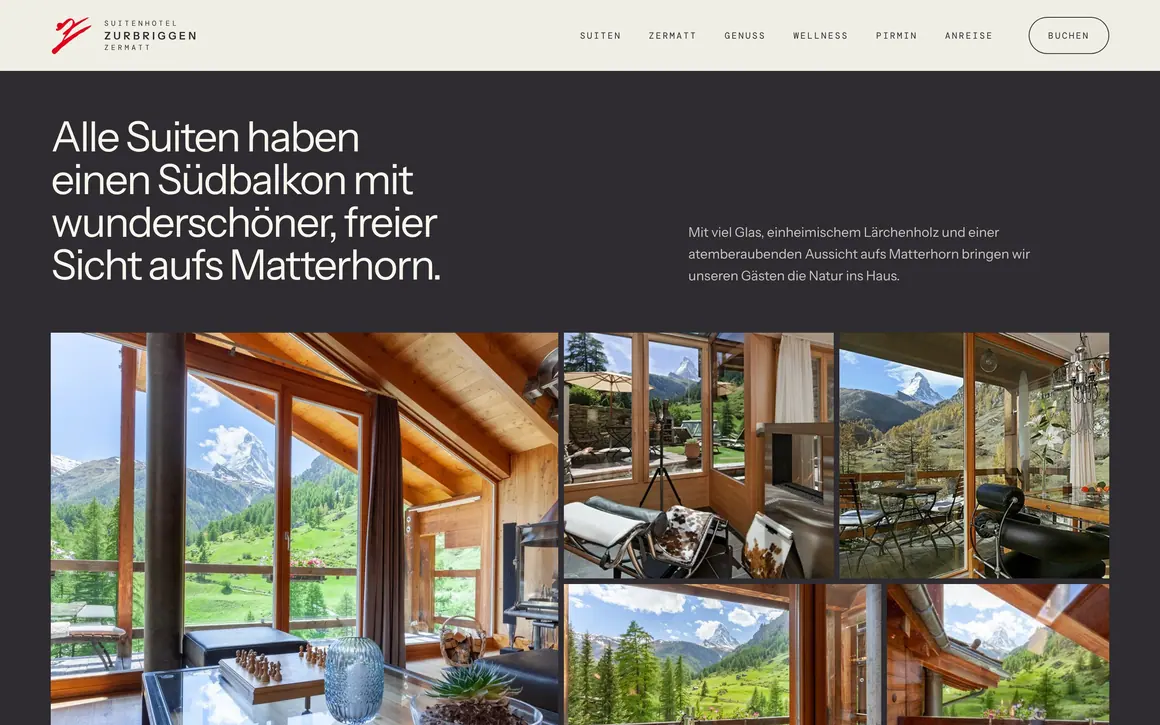 SUITENHOTEL
ZURBRIGGEN
ZERMATT
SUITEN
ZERMATT
GENUSS
WELLNESS
PIRMIN
ANREISE
BUCHEN
Alle Suiten haben
einen Südbalkon mit
wunderschöner, freier
Sicht aufs Matterhorn.
Mit viel Glas, einheimischem Lärchenholz und einer
atemberaubenden Aussicht aufs Matterhorn bringen wir
unseren Gästen die Natur ins Haus.